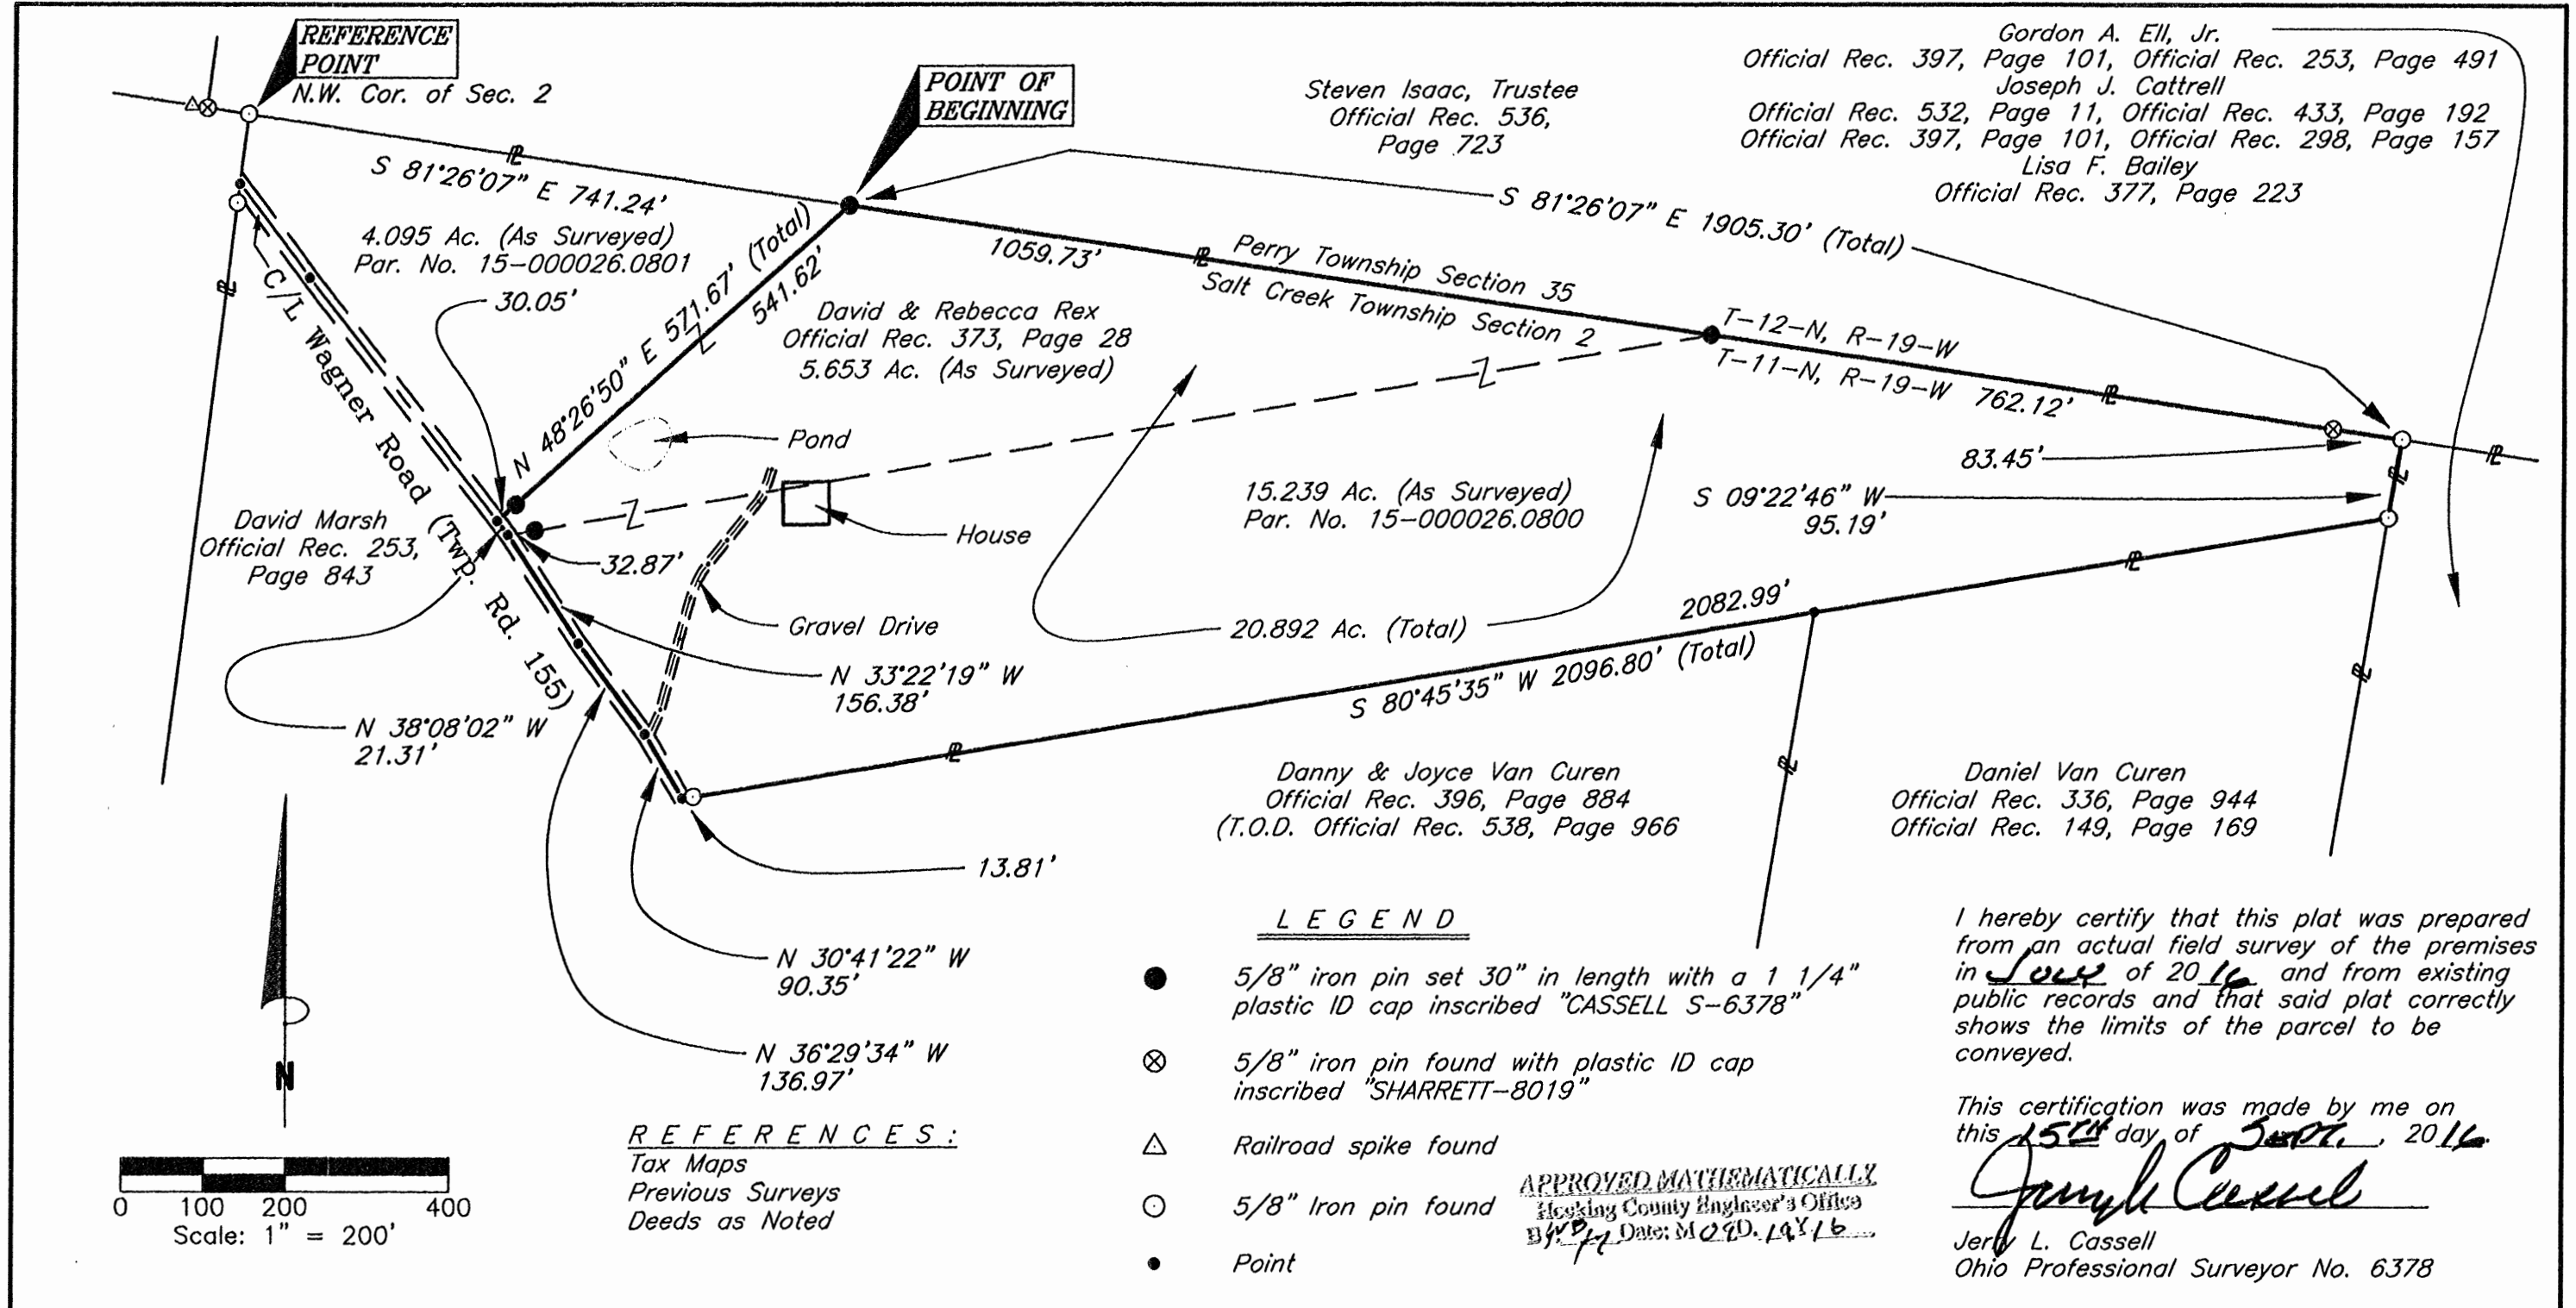 REFERENCE
POINT
N.W. Cor. of Sec. 2
POINT OF
BEGINNING
Steven Isaac, Trustee
Official Rec. 536,
Page 723
Gordon A. Ell, Jr.
Official Rec. 397, Page 101, Official Rec. 253, Page 491
Joseph J. Cattrell
Official Rec. 532, Page 11, Official Rec. 433, Page 192
Official Rec. 397, Page 101, Official Rec. 298, Page 157
Lisa F. Bailey
Official Rec. 377, Page 223
S 81°26'07" E 741.24'
S 81°26'07" E 1905.30' (Total)
4.095 Ac. (As Surveyed)
Par. No. 15-000026.0801
30.05'
N 48°26'50" E 571.67' (Total)
541.62'
1059.73'
Perry Township Section 35
Salt Creek Township Section 2
T-12-N, R-19-W
T-11-N, R-19-W 762.12'
David & Rebecca Rex
Official Rec. 373, Page 28
5.653 Ac. (As Surveyed)
C/L Wagner Road (Twp. Rd. 155)
Pond
House
83.45'
S 09°22'46" W
95.19'
15.239 Ac. (As Surveyed)
Par. No. 15-000026.0800
David Marsh
Official Rec. 253,
Page 843
32.87'
Gravel Drive
20.892 Ac. (Total)
2082.99'
S 80°45'35" W 2096.80' (Total)
N 33°22'19" W
156.38'
N 38°08'02" W
21.31'
Danny & Joyce Van Curen
Official Rec. 396, Page 884
(T.O.D. Official Rec. 538, Page 966
Daniel Van Curen
Official Rec. 336, Page 944
Official Rec. 149, Page 169
13.81'
N 30°41'22" W
90.35'
N 36°29'34" W
136.97'
N
0 100 200 400
Scale: 1" = 200'
REFERENCES:
Tax Maps
Previous Surveys
Deeds as Noted
LEGEND
5/8" iron pin set 30" in length with a 1 1/4"
plastic ID cap inscribed "CASSELL S-6378"
5/8" iron pin found with plastic ID cap
inscribed "SHARRETT-8019"
Railroad spike found
5/8" Iron pin found
Point
APPROVED MATHEMATICALLY
Hocking County Engineer's Office
By: Date: M 09 D. 19 Y 16
I hereby certify that this plat was prepared
from an actual field survey of the premises
in July of 2016 and from existing
public records and that said plat correctly
shows the limits of the parcel to be
conveyed.
This certification was made by me on
this 15TH day of Sept., 2016.
Jerry L. Cassell
Jerry L. Cassell
Ohio Professional Surveyor No. 6378